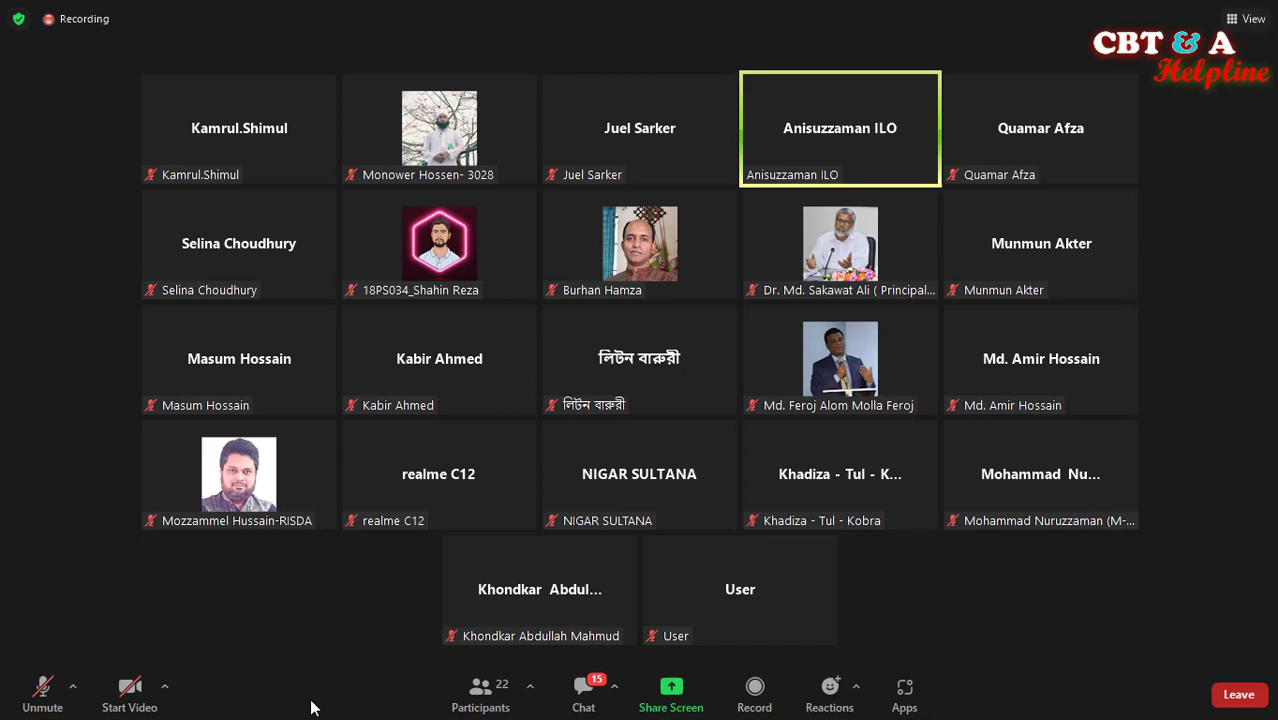 Recording
View
CBT & A
Helpline
Kamrul.Shimul
Kamrul.Shimul
Monower Hossen- 3028
Juel Sarker
Juel Sarker
Anisuzzaman ILO
Anisuzzaman ILO
Quamar Afza
Quamar Afza
Selina Choudhury
Selina Choudhury
18PS034_Shahin Reza
Burhan Hamza
Dr. Md. Sakawat Ali ( Principal...
Munmun Akter
Munmun Akter
Masum Hossain
Masum Hossain
Kabir Ahmed
Kabir Ahmed
লিটন বারুরী
লিটন বারুরী
Md. Feroj Alom Molla Feroj
Md. Amir Hossain
Md. Amir Hossain
Mozzammel Hussain-RISDA
realme C12
realme C12
NIGAR SULTANA
NIGAR SULTANA
Khadiza - Tul - K...
Khadiza - Tul - Kobra
Mohammad Nu...
Mohammad Nuruzzaman (M-...
Khondkar Abdul...
Khondkar Abdullah Mahmud
User
User
Unmute
Start Video
22
Participants
15
Chat
Share Screen
Record
Reactions
Apps
Leave